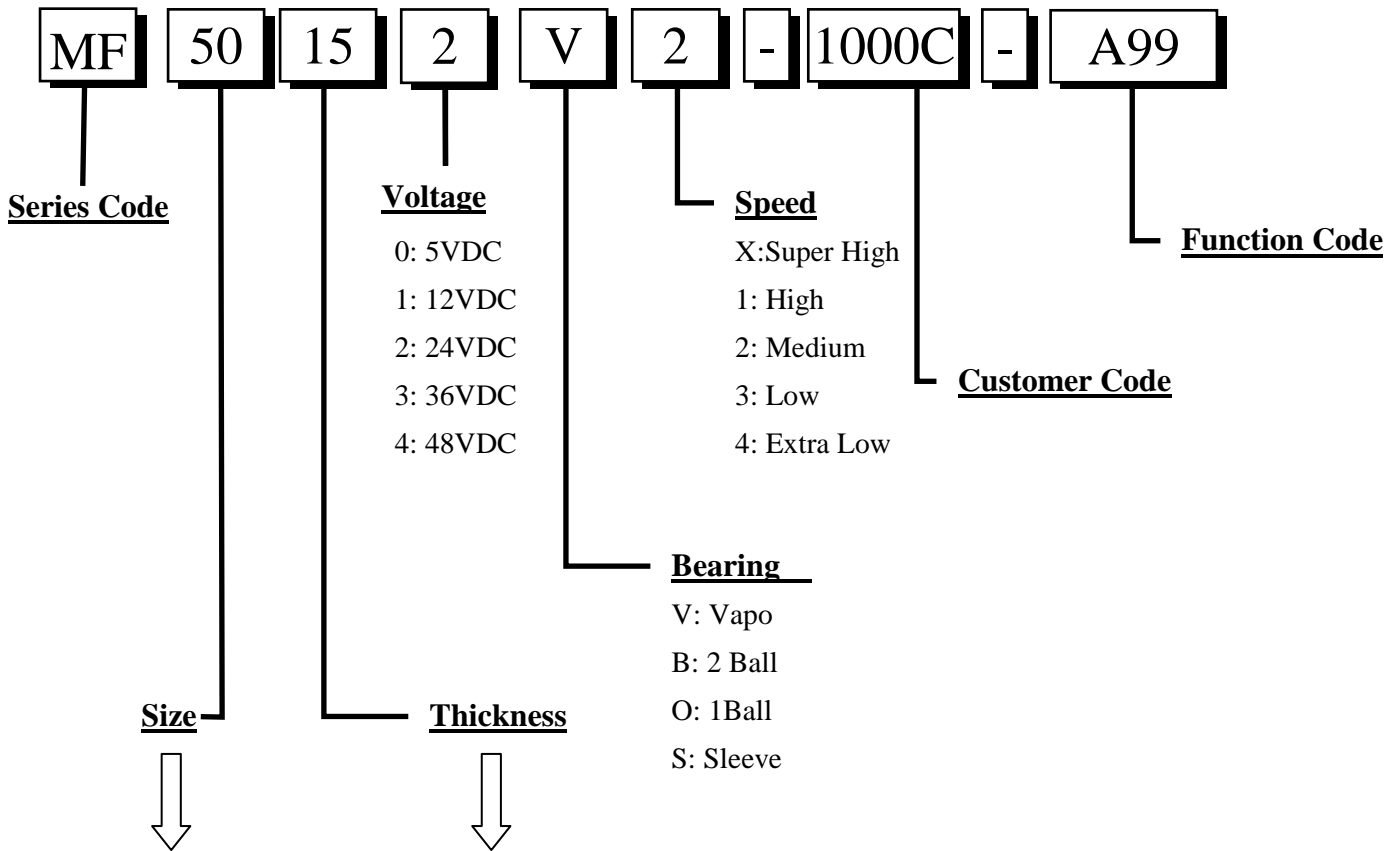 MF 50 15 2 V 2 - 1000C - A99
Series Code
Voltage
0: 5VDC
1: 12VDC
2: 24VDC
3: 36VDC
4: 48VDC
Speed
X:Super High
1: High
2: Medium
3: Low
4: Extra Low
Function Code
Customer Code
Bearing
V: Vapo
B: 2 Ball
O: 1Ball
S: Sleeve
Size
Thickness